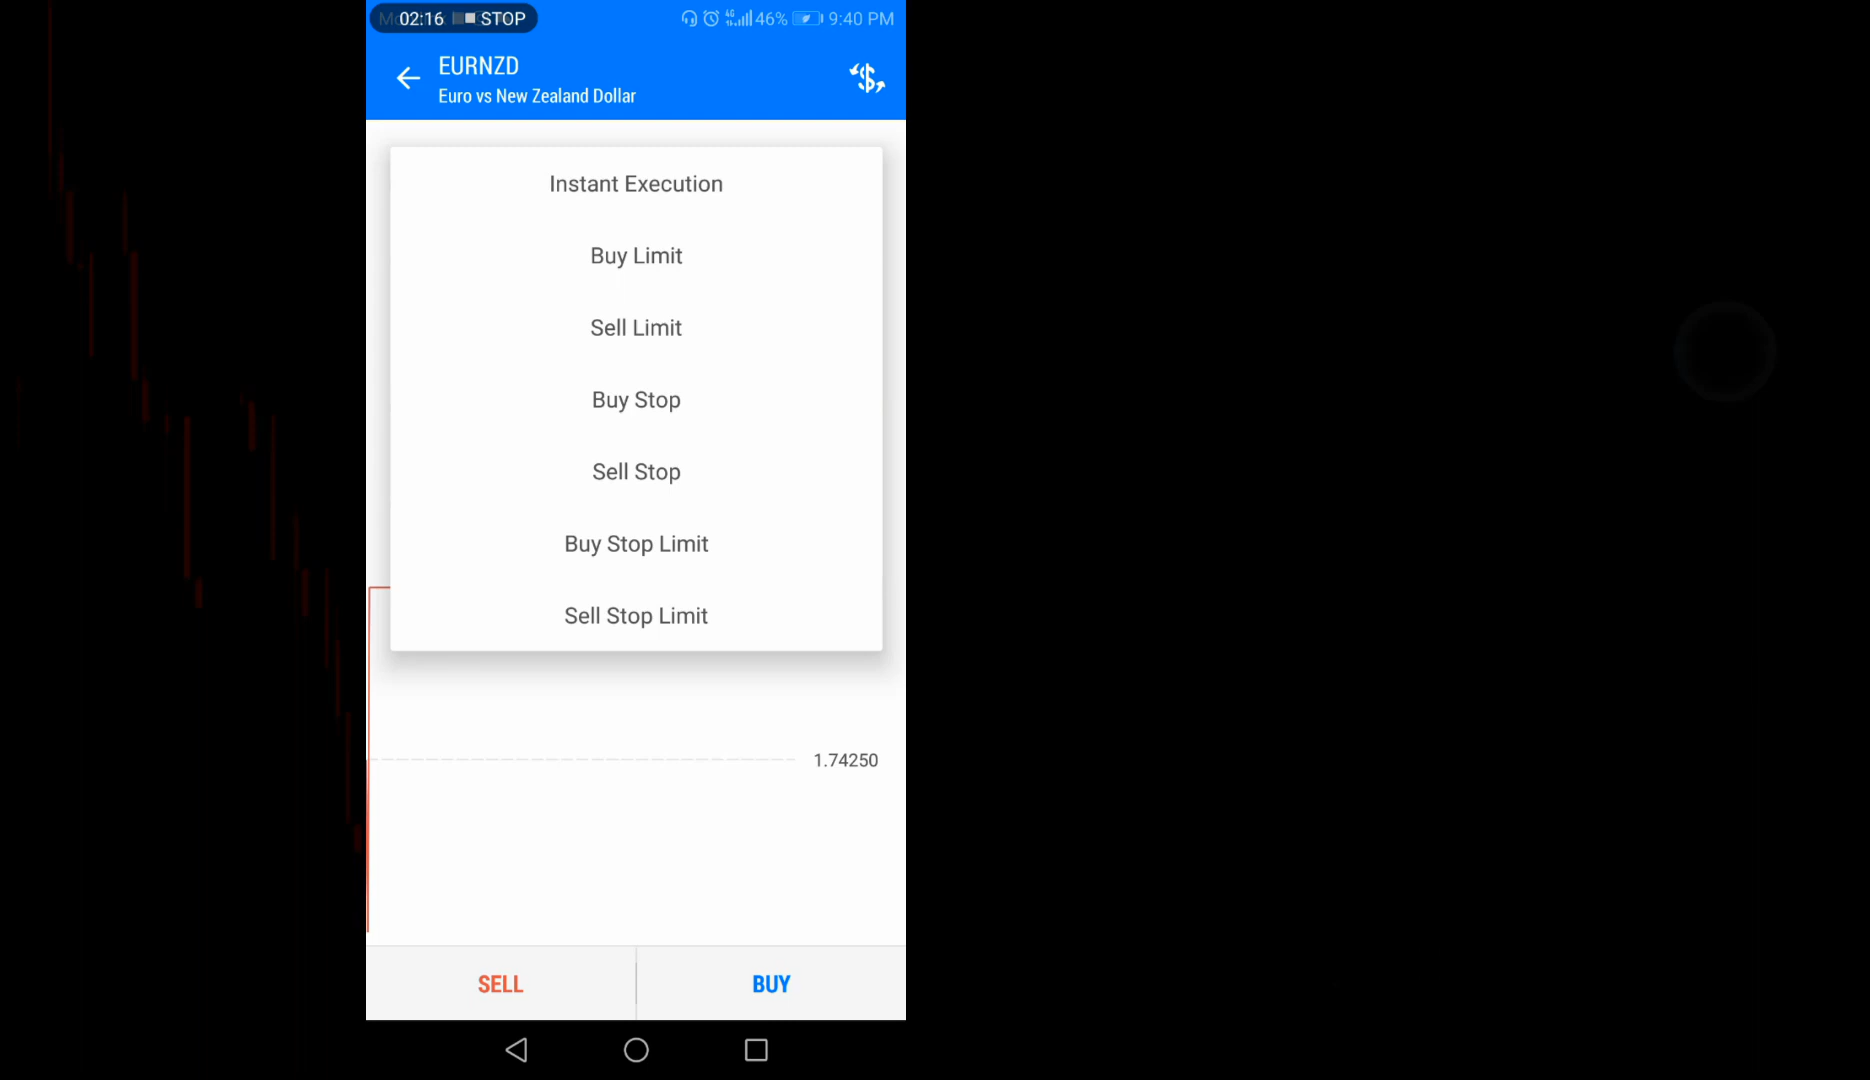 02:16 STOP 46% 9:40 PM
EURNZD
Euro vs New Zealand Dollar
Instant Execution
Buy Limit
Sell Limit
Buy Stop
Sell Stop
Buy Stop Limit
Sell Stop Limit
1.74250
SELL BUY